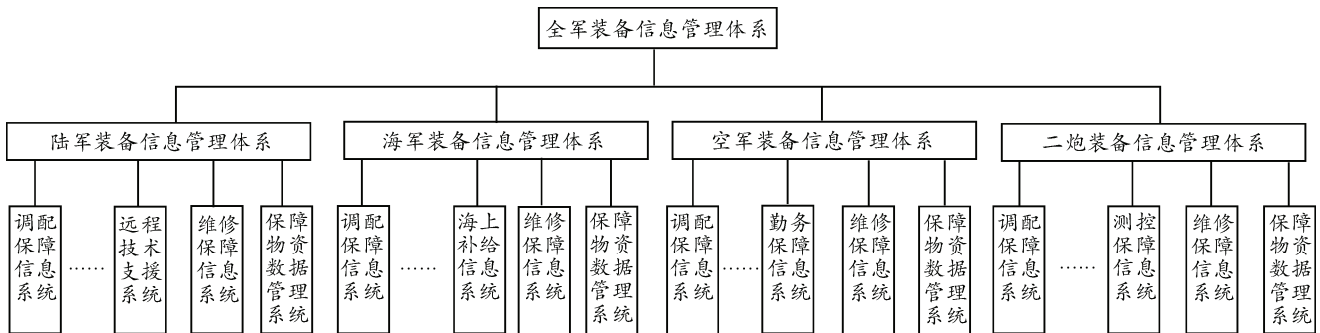 全军装备信息管理体系
陆军装备信息管理体系
海军装备信息管理体系
空军装备信息管理体系
二炮装备信息管理体系
调配
保障
信息
系统
……
远程
技术
支援
系统
维修
保障
信息
系统
保障
物资
数据
管理
系统
调配
保障
信息
系统
……
海上
补给
信息
系统
维修
保障
信息
系统
保障
物资
数据
管理
系统
调配
保障
信息
系统
……
勤务
保障
信息
系统
维修
保障
信息
系统
保障
物资
数据
管理
系统
调配
保障
信息
系统
……
测控
保障
信息
系统
维修
保障
信息
系统
保障
物资
数据
管理
系统